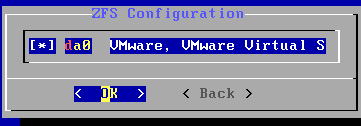 ZFS Configuration
[*] da0 VMware, VMware Virtual S
< OK > < Back >